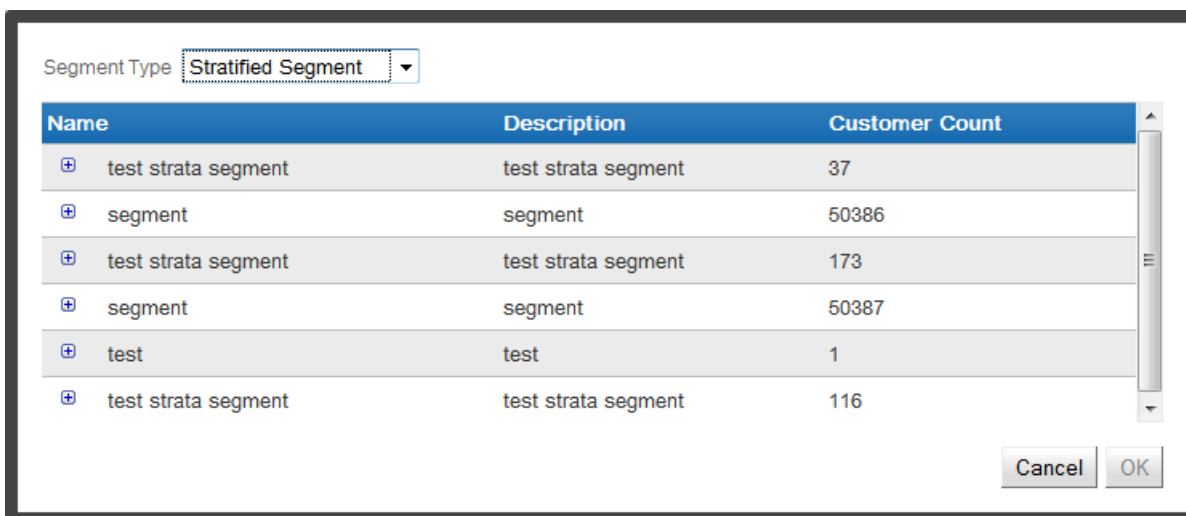 Segment Type Stratified Segment
Name Description Customer Count
test strata segment test strata segment 37
segment segment 50386
test strata segment test strata segment 173
segment segment 50387
test test 1
test strata segment test strata segment 116
Cancel OK